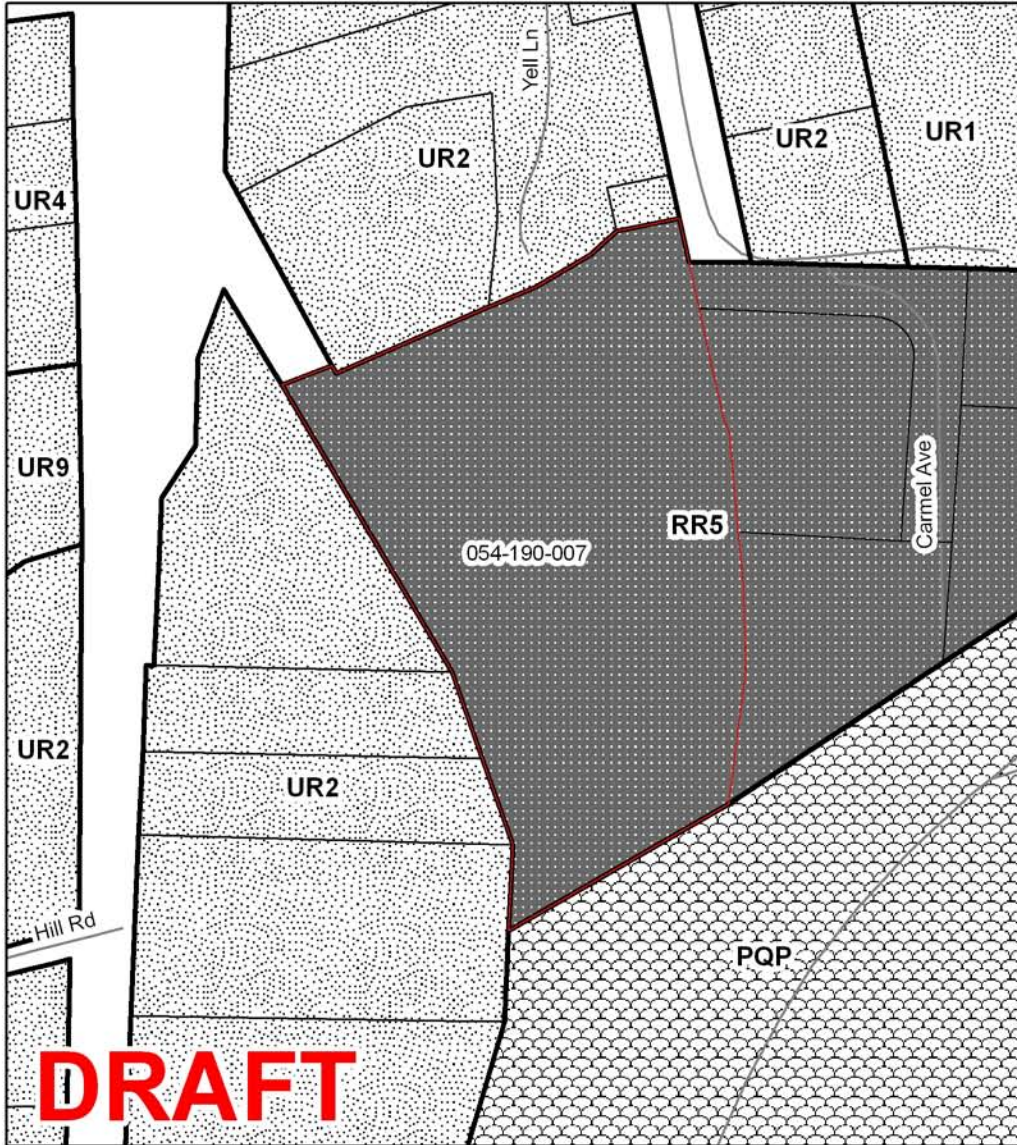 Yell Ln
UR2
UR2
UR1
UR4
UR9
Carmel Ave
RR5
054-190-007
UR2
UR2
Hill Rd
PQP
DRAFT